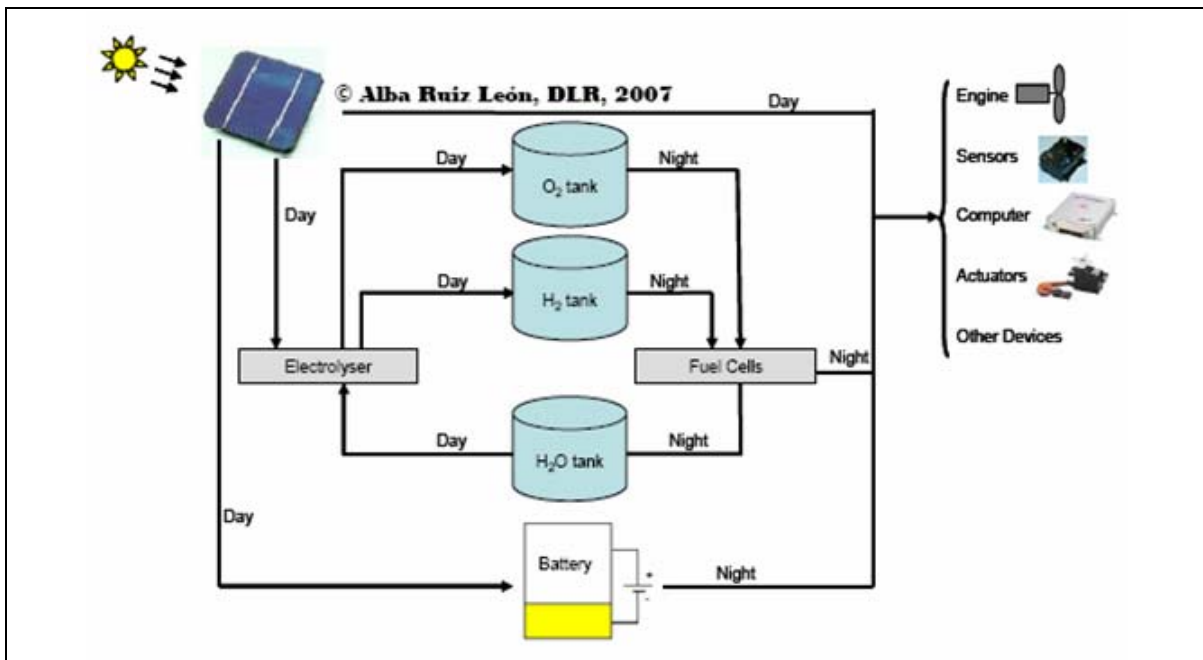 © Alba Ruiz León, DLR, 2007
Day
Engine
Day
O₂ tank
Night
Sensors
Day
Computer
Day
H₂ tank
Night
Actuators
Electrolyser
Fuel Cells
Night
Other Devices
Day
H₂O tank
Night
Day
Battery
+
-
Night